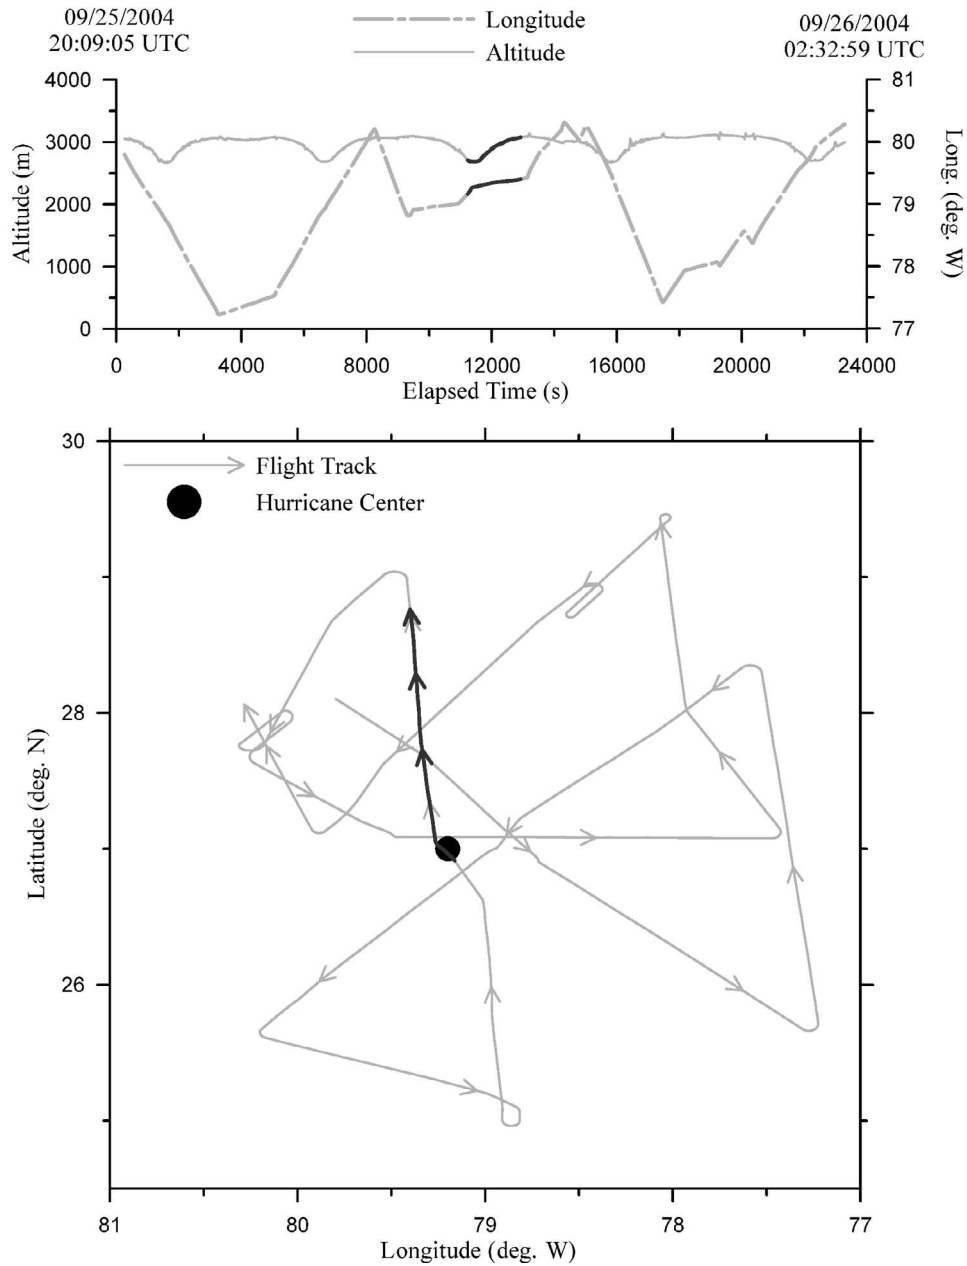 09/25/2004
20:09:05 UTC
Longitude
Altitude
09/26/2004
02:32:59 UTC
4000
3000
2000
1000
0
Altitude (m)
81
80
79
78
77
Long. (deg. W)
0 4000 8000 12000 16000 20000 24000
Elapsed Time (s)
30
28
26
Latitude (deg. N)
Flight Track
Hurricane Center
81 80 79 78 77
Longitude (deg. W)